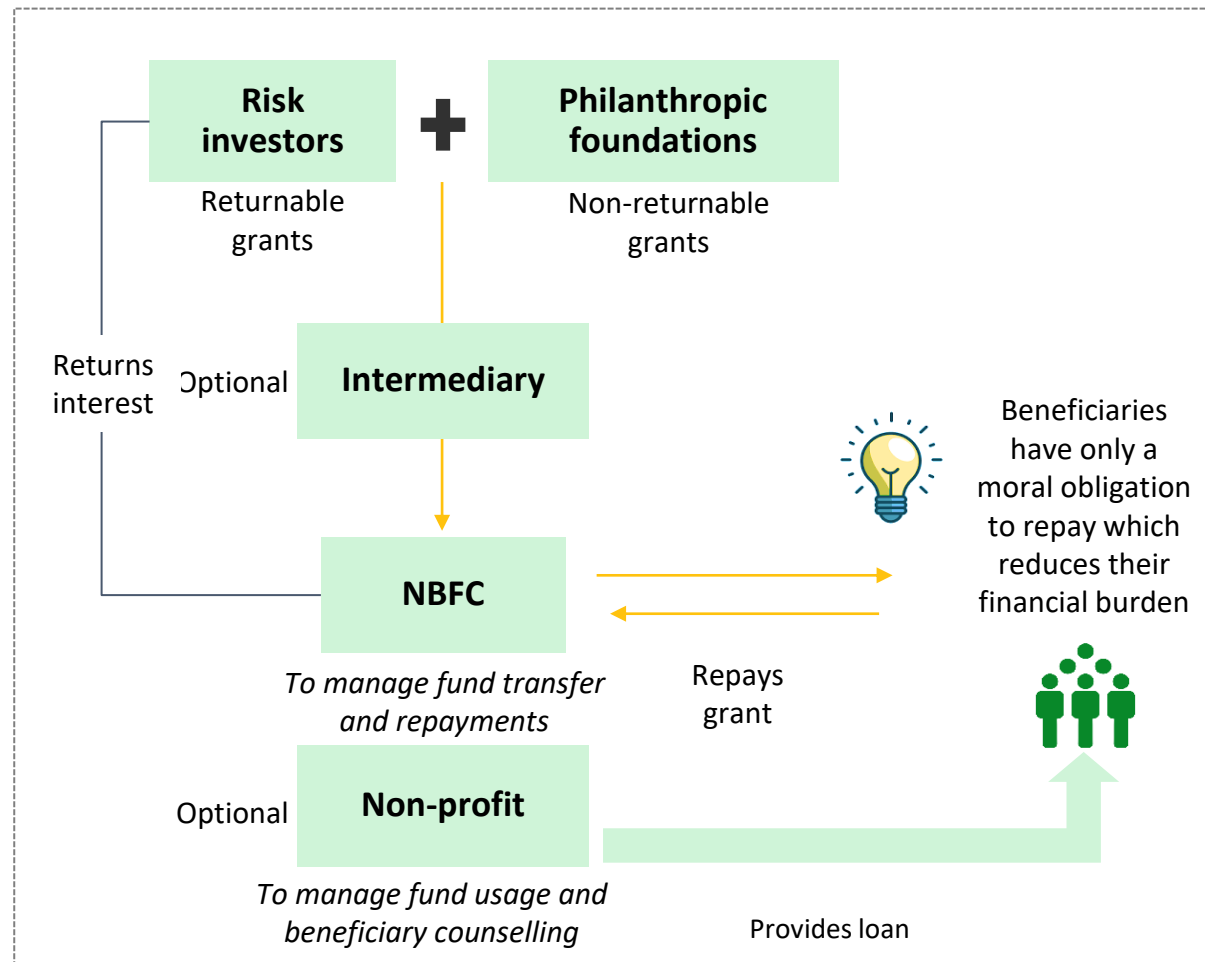 Risk
investors
Philanthropic
foundations
Returnable
grants
Non-returnable
grants
Returns
interest
Optional
Intermediary
Beneficiaries
have only a
moral obligation
to repay which
reduces their
financial burden
NBFC
To manage fund transfer
and repayments
Repays
grant
Optional
Non-profit
To manage fund usage and
beneficiary counselling
Provides loan